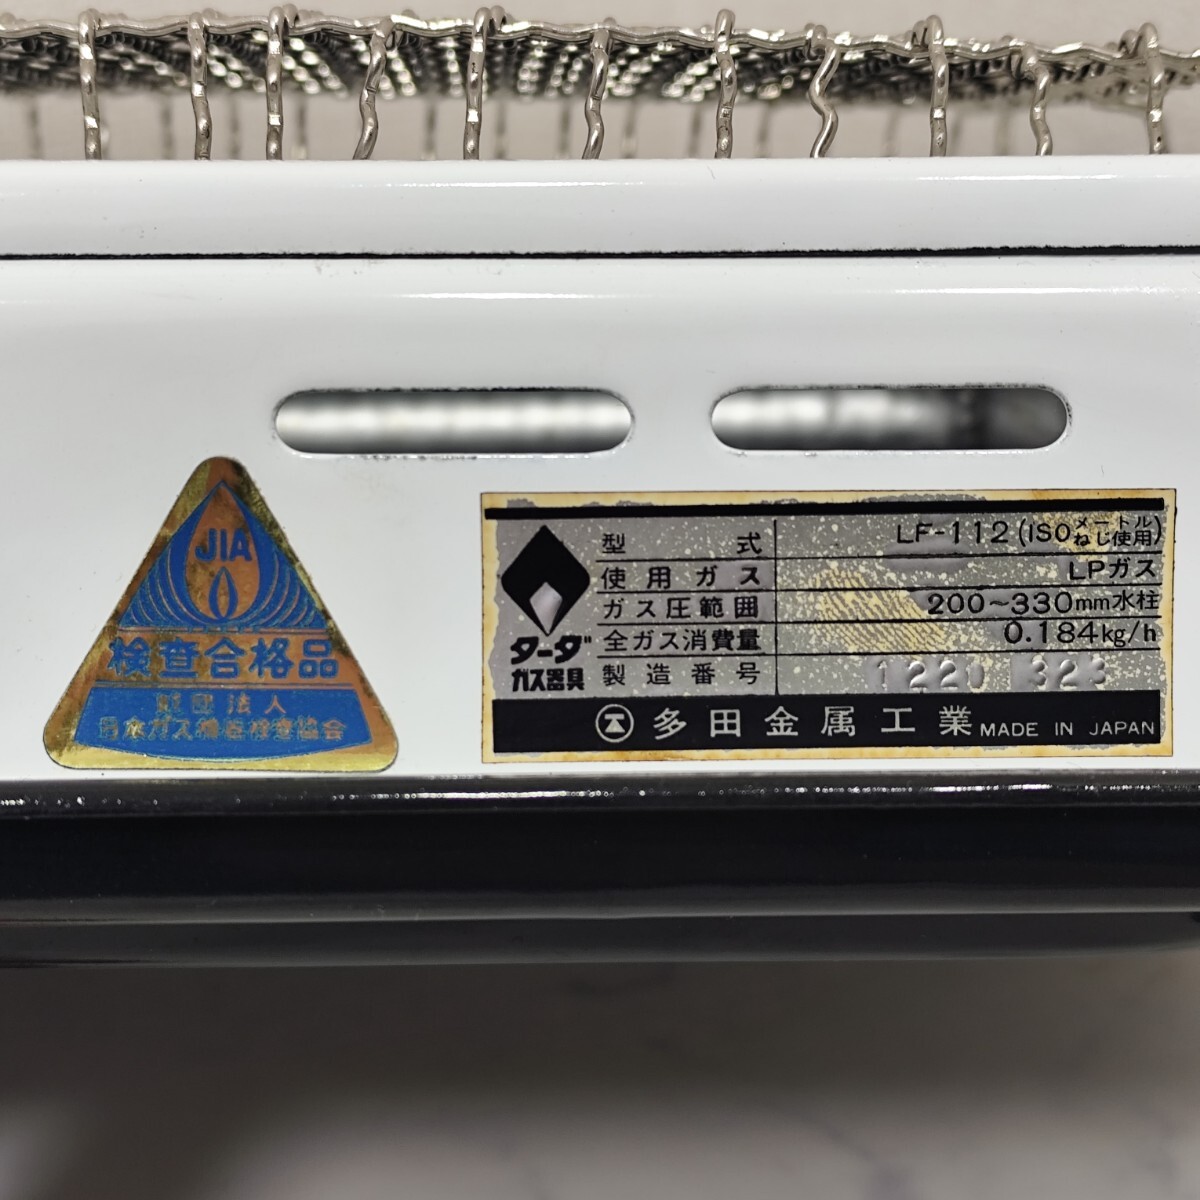 JIA
検査合格品
財団法人
日本ガス機器検査協会
ターダ
ガス器具
型式 LF-112(ISOメートルねじ使用)
使用ガス LPガス
ガス圧範囲 200~330mm水柱
全ガス消費量 0.184kg/h
製造番号 1220 323
多田金属工業 MADE IN JAPAN